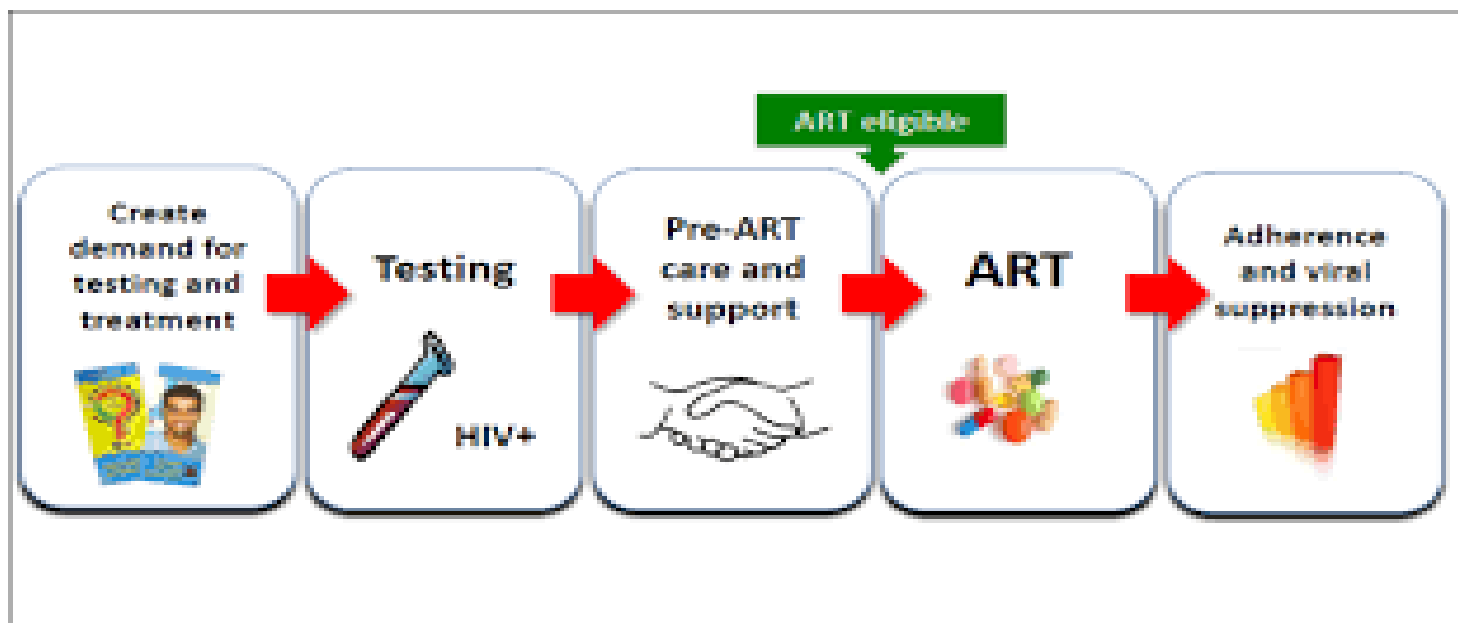 ART eligible
Create
demand for
testing and
treatment
Testing
HIV+
Pre-ART
care and
support
ART
Adherence
and viral
suppression